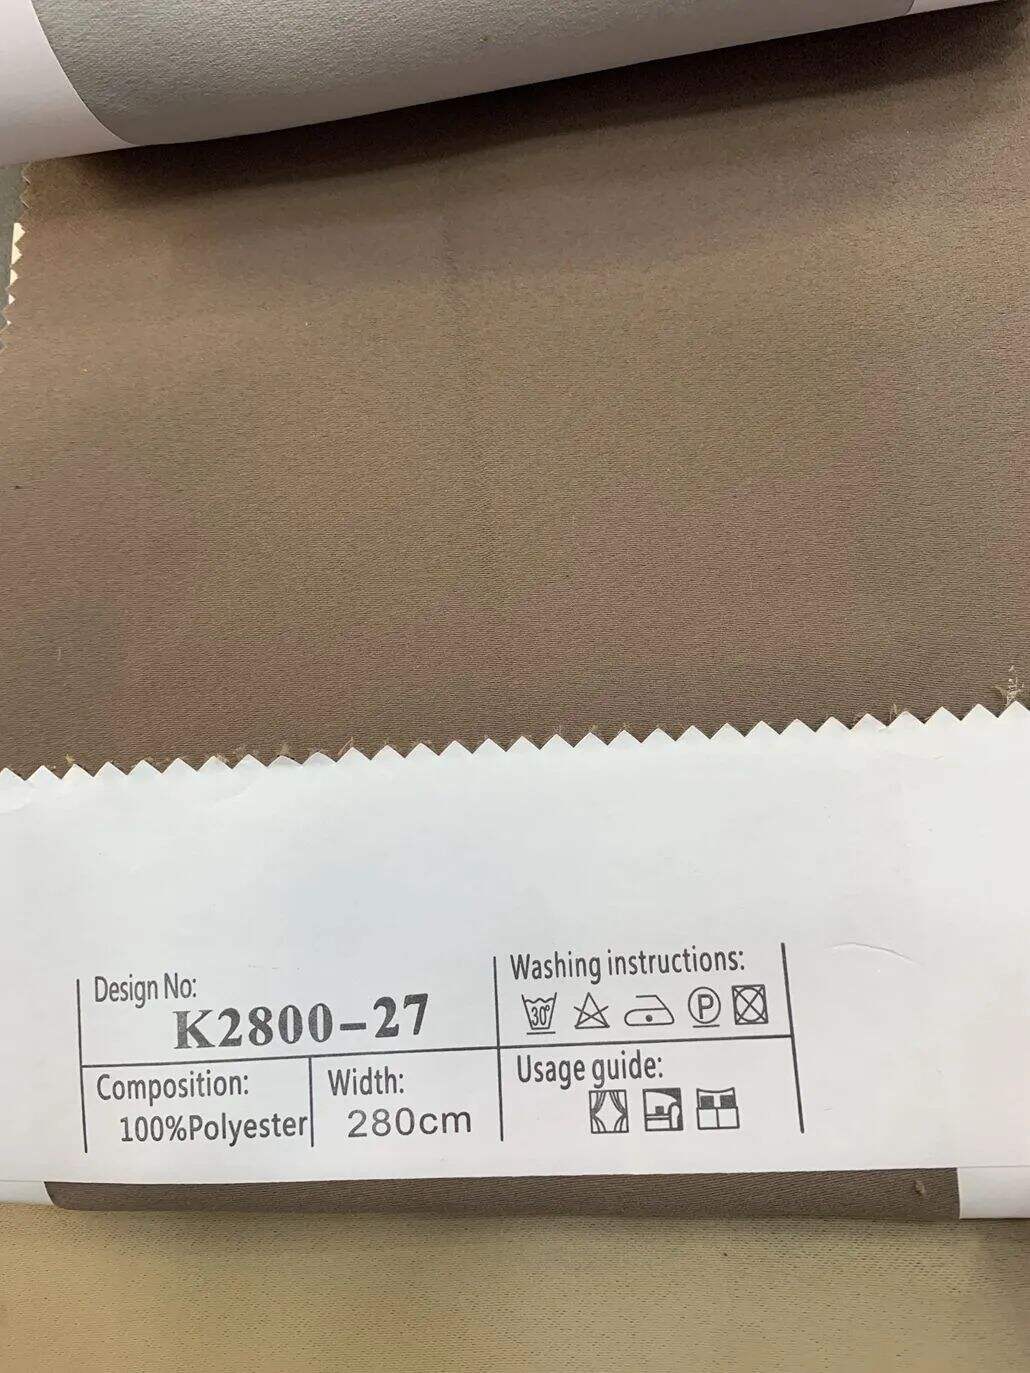 Design No:
K2800-27
Washing instructions:
30°
P
Composition:
100%Polyester
Width:
280cm
Usage guide: